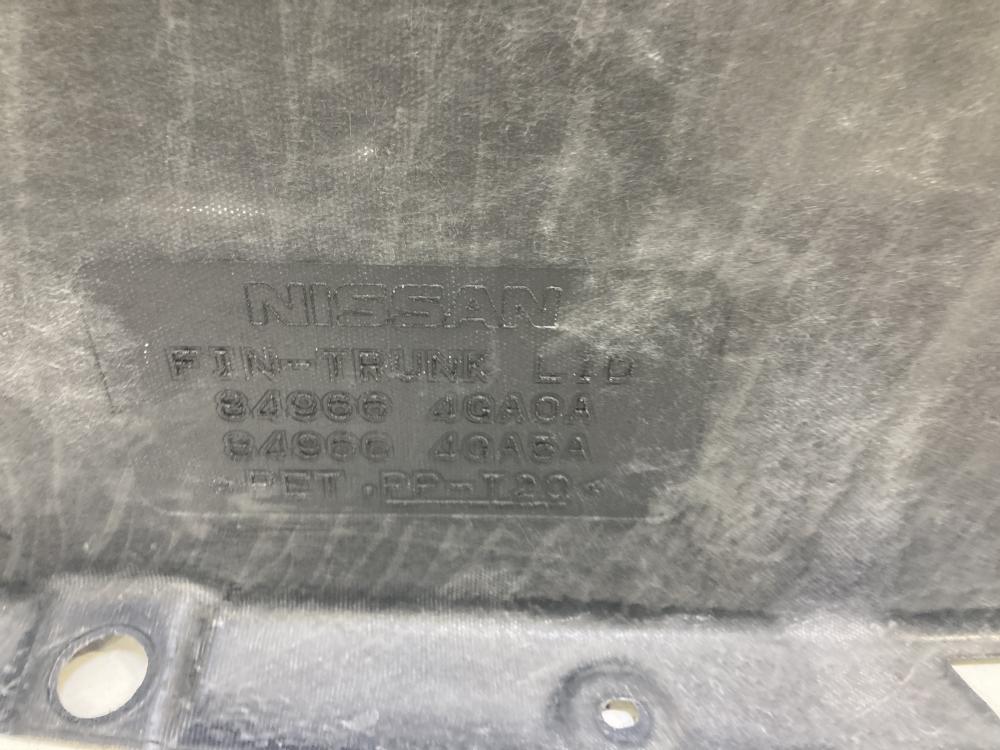 NISSAN
FIN-TRUNK LID
84966 4GA0A
84966 4GA5A
>PET,PP-T20<